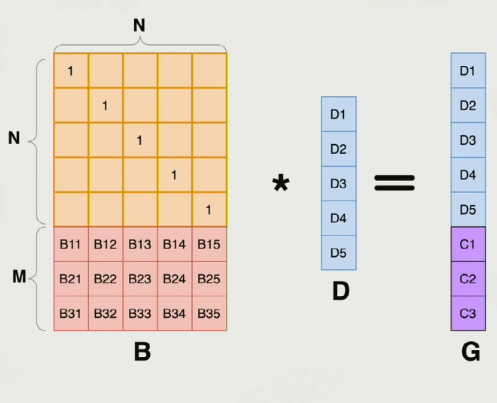 N
1
1
N
1
1
1
M
B11 B12 B13 B14 B15
B21 B22 B23 B24 B25
B31 B32 B33 B34 B35
B
*
D1
D2
D3
D4
D5
D
=
D1
D2
D3
D4
D5
C1
C2
C3
G